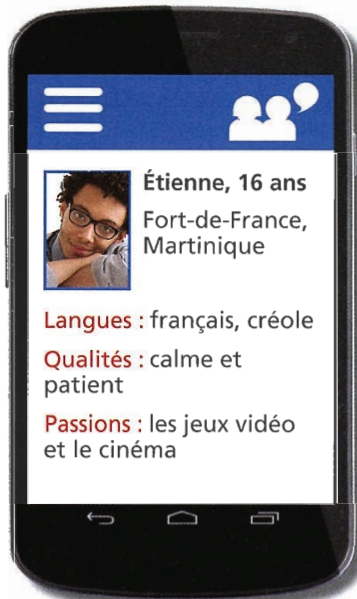 Étienne, 16 ans
Fort-de-France,
Martinique
Langues : français, créole
Qualités : calme et
patient
Passions : les jeux vidéo
et le cinéma